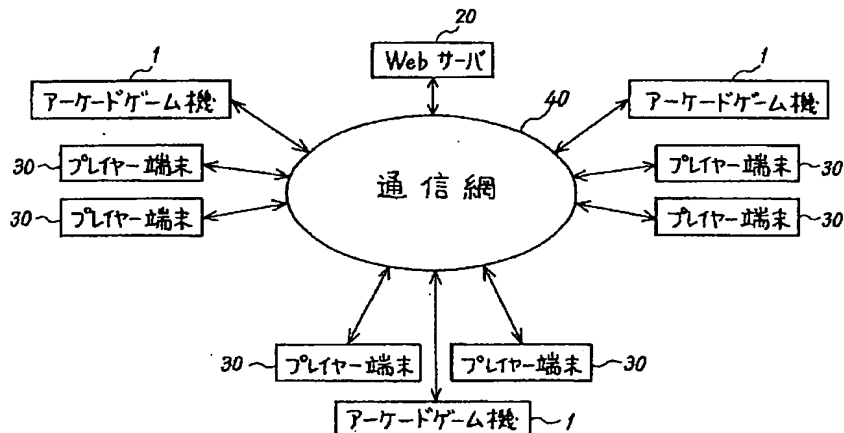 20
Web サーバ
1
アーケードゲーム機
1
アーケードゲーム機
40
30 プレイヤー端末
プレイヤー端末 30
通信網
30 プレイヤー端末
プレイヤー端末 30
30 プレイヤー端末
プレイヤー端末 30
アーケードゲーム機 1